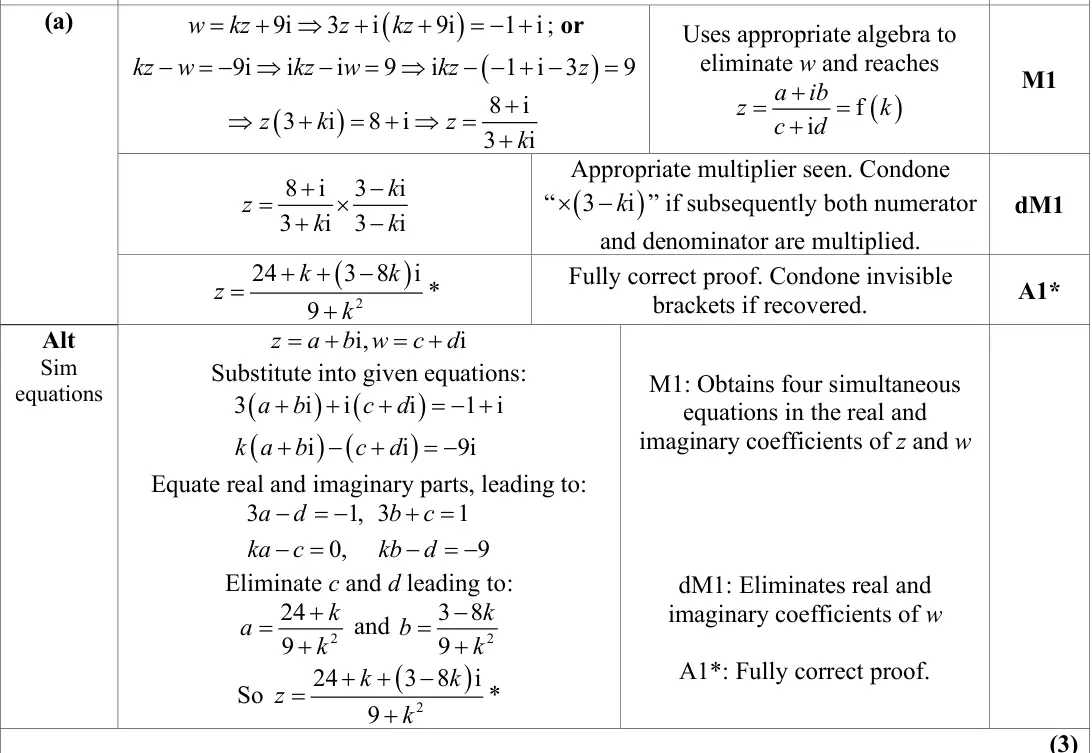 (a)
w = kz + 9i ⇒ 3z + i(kz + 9i) = −1 + i ; or
kz − w = −9i ⇒ ikz − iw = 9 ⇒ ikz − (−1 + i − 3z) = 9
⇒ z(3 + ki) = 8 + i ⇒ z = (8 + i)/(3 + ki)
Uses appropriate algebra to
eliminate w and reaches
z = (a + ib)/(c + id) = f(k)
M1
z = (8 + i)/(3 + ki) × (3 − ki)/(3 − ki)
Appropriate multiplier seen. Condone
“×(3 − ki)” if subsequently both numerator
and denominator are multiplied.
dM1
z = (24 + k + (3 − 8k)i)/(9 + k²) *
Fully correct proof. Condone invisible
brackets if recovered.
A1*
Alt
Sim
equations
z = a + bi, w = c + di
Substitute into given equations:
3(a + bi) + i(c + di) = −1 + i
k(a + bi) − (c + di) = −9i
Equate real and imaginary parts, leading to:
3a − d = −1, 3b + c = 1
ka − c = 0, kb − d = −9
Eliminate c and d leading to:
a = (24 + k)/(9 + k²) and b = (3 − 8k)/(9 + k²)
So z = (24 + k + (3 − 8k)i)/(9 + k²) *
M1: Obtains four simultaneous
equations in the real and
imaginary coefficients of z and w
dM1: Eliminates real and
imaginary coefficients of w
A1*: Fully correct proof.
(3)